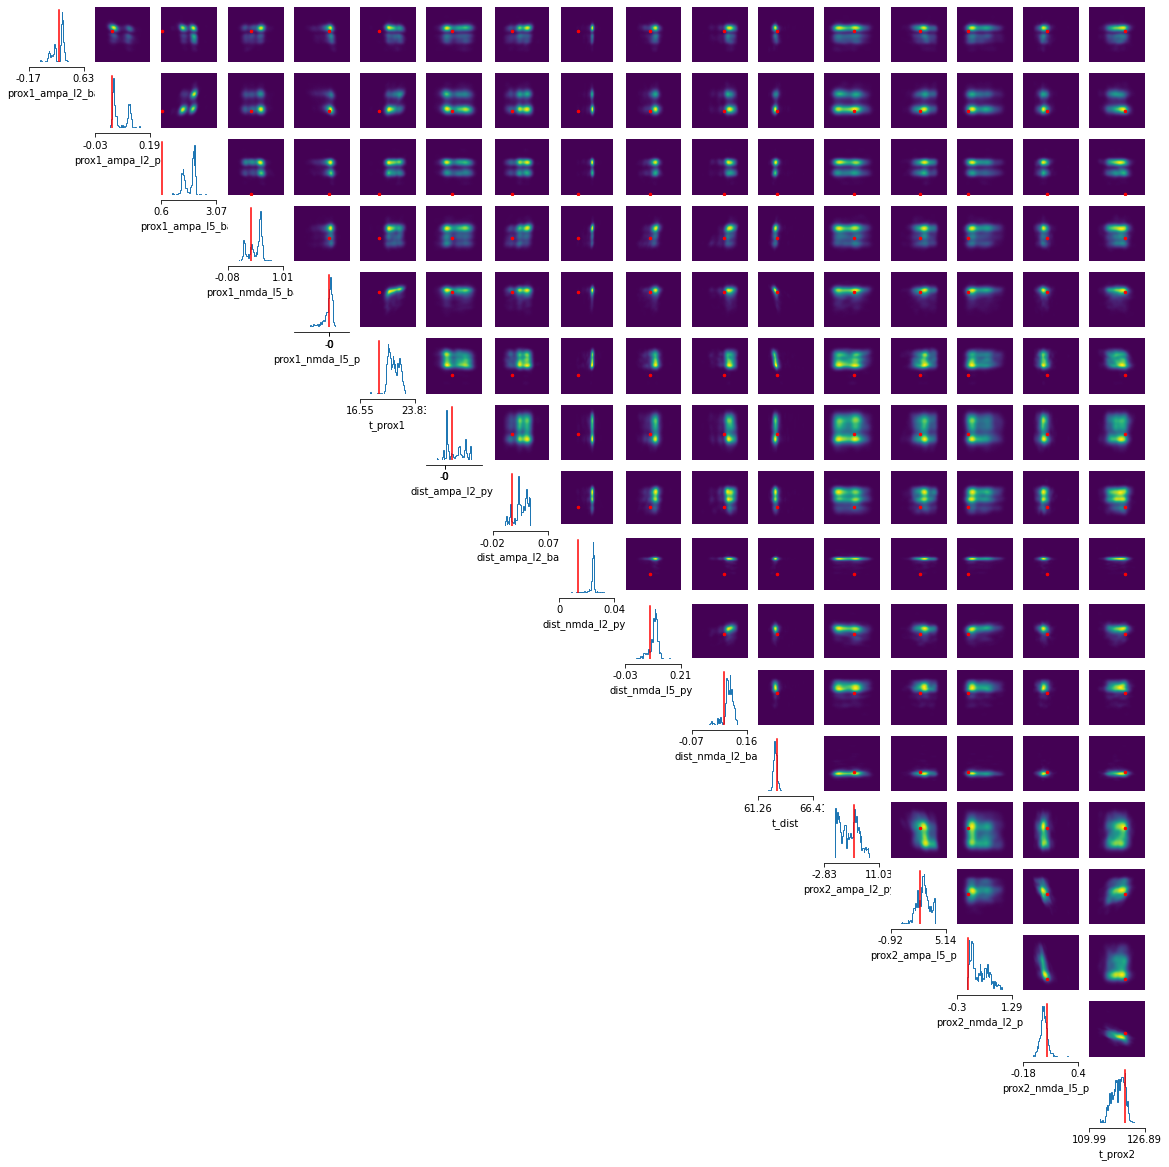 -0.17 0.63
prox1_ampa_l2_ba
-0.03 0.19
prox1_ampa_l2_p
0.6 3.07
prox1_ampa_l5_ba
-0.08 1.01
prox1_nmda_l5_b
-0
prox1_nmda_l5_p
16.55 23.83
t_prox1
-0
dist_ampa_l2_py
-0.02 0.07
dist_ampa_l2_ba
0 0.04
dist_nmda_l2_py
-0.03 0.21
dist_nmda_l5_py
-0.07 0.16
dist_nmda_l2_ba
61.26 66.41
t_dist
-2.83 11.03
prox2_ampa_l2_py
-0.92 5.14
prox2_ampa_l5_p
-0.3 1.29
prox2_nmda_l2_p
-0.18 0.4
prox2_nmda_l5_p
109.99 126.89
t_prox2